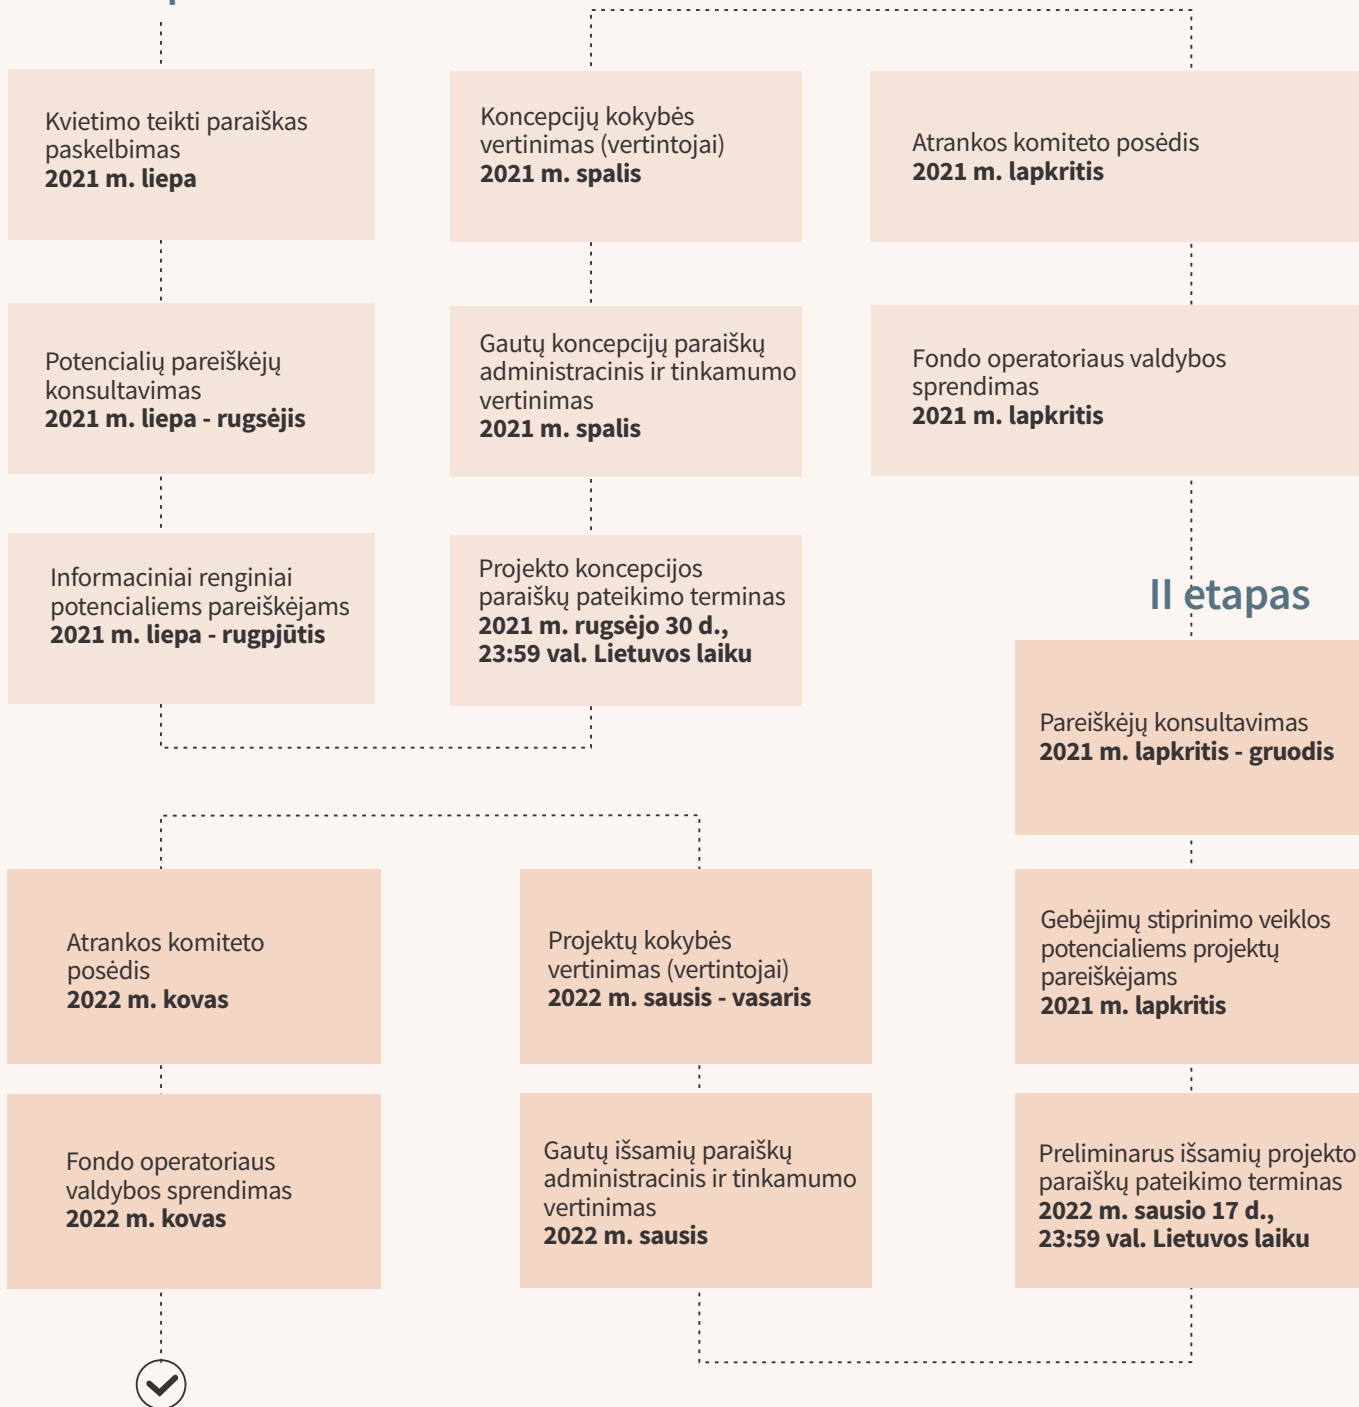 Kvietimo teikti paraiškas
paskelbimas
2021 m. liepa
Potencialių pareiškėjų
konsultavimas
2021 m. liepa - rugsėjis
Informaciniai renginiai
potencialiems pareiškėjams
2021 m. liepa - rugpjūtis
Projekto koncepcijos
paraiškų pateikimo terminas
2021 m. rugsėjo 30 d.,
23:59 val. Lietuvos laiku
Gautų koncepcijų paraiškų
administracinis ir tinkamumo
vertinimas
2021 m. spalis
Koncepcijų kokybės
vertinimas (vertintojai)
2021 m. spalis
Atrankos komiteto posėdis
2021 m. lapkritis
Fondo operatoriaus valdybos
sprendimas
2021 m. lapkritis
II etapas
Pareiškėjų konsultavimas
2021 m. lapkritis - gruodis
Gebėjimų stiprinimo veiklos
potencialiems projektų
pareiškėjams
2021 m. lapkritis
Preliminarus išsamių projekto
paraiškų pateikimo terminas
2022 m. sausio 17 d.,
23:59 val. Lietuvos laiku
Gautų išsamių paraiškų
administracinis ir tinkamumo
vertinimas
2022 m. sausis
Projektų kokybės
vertinimas (vertintojai)
2022 m. sausis - vasaris
Atrankos komiteto
posėdis
2022 m. kovas
Fondo operatoriaus
valdybos sprendimas
2022 m. kovas